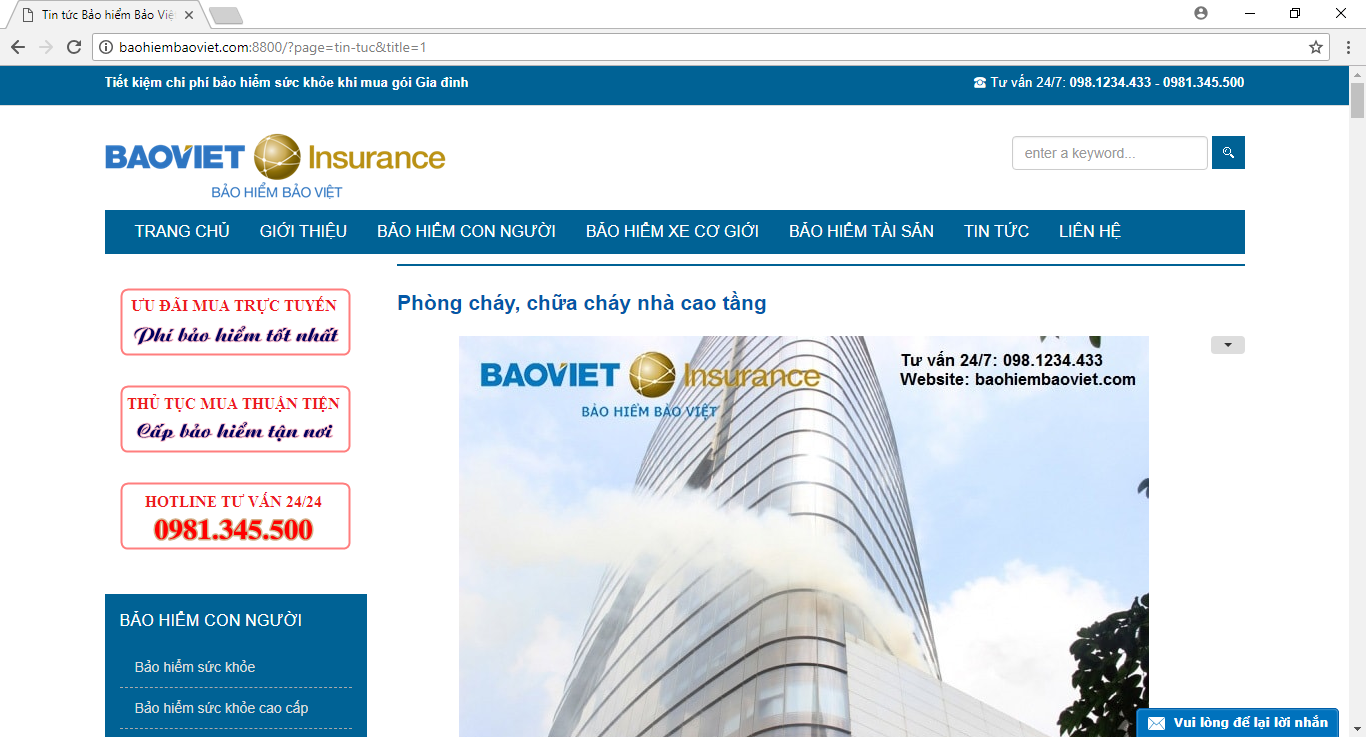 Tin tức Bảo hiểm Bảo Việ
baohiembaoviet.com:8800/?page=tin-tuc&title=1
Tiết kiệm chi phí bảo hiểm sức khỏe khi mua gói Gia đình
Tư vấn 24/7: 098.1234.433 - 0981.345.500
BAOVIET Insurance
BẢO HIỂM BẢO VIỆT
enter a keyword...
TRANG CHỦ GIỚI THIỆU BẢO HIỂM CON NGƯỜI BẢO HIỂM XE CƠ GIỚI BẢO HIỂM TÀI SẢN TIN TỨC LIÊN HỆ
ƯU ĐÃI MUA TRỰC TUYẾN
Phí bảo hiểm tốt nhất
THỦ TỤC MUA THUẬN TIỆN
Cấp bảo hiểm tận nơi
HOTLINE TƯ VẤN 24/24
0981.345.500
BẢO HIỂM CON NGƯỜI
Bảo hiểm sức khỏe
Bảo hiểm sức khỏe cao cấp
Phòng cháy, chữa cháy nhà cao tầng
BAOVIET Insurance
BẢO HIỂM BẢO VIỆT
Tư vấn 24/7: 098.1234.433
Website: baohiembaoviet.com
Vui lòng để lại lời nhắn